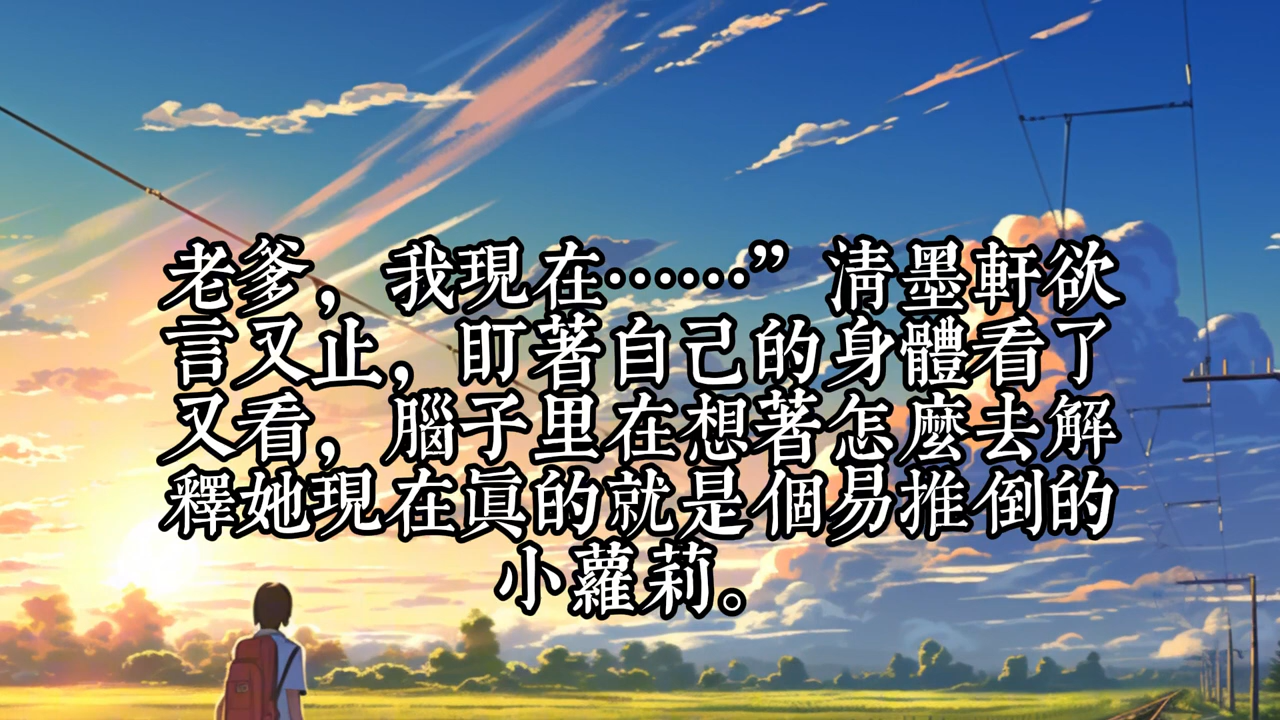 老爹，我現在……”清墨軒欲
言又止，盯著自己的身體看了
又看，腦子里在想著怎麼去解
釋她現在真的就是個易推倒的
小蘿莉。